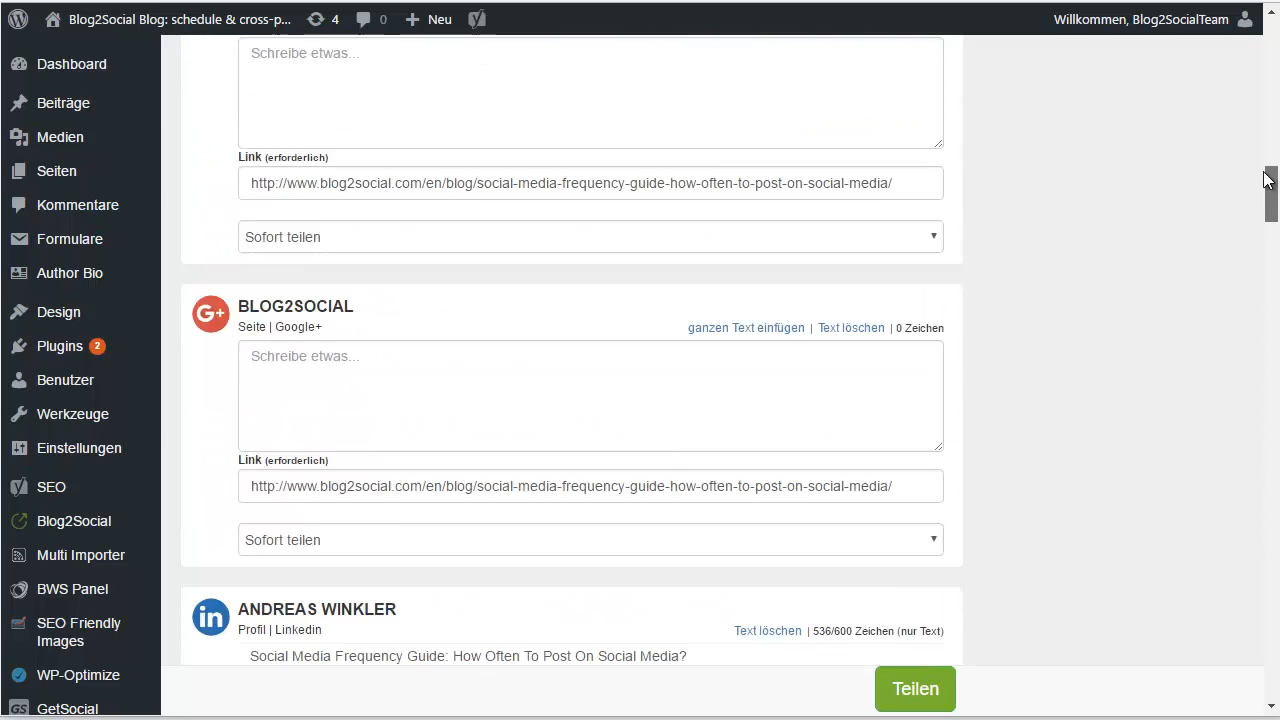 Blog2Social Blog: schedule & cross-p... 4 0 Neu Willkommen, Blog2SocialTeam
Dashboard
Beiträge
Medien
Seiten
Kommentare
Formulare
Author Bio
Design
Plugins 2
Benutzer
Werkzeuge
Einstellungen
SEO
Blog2Social
Multi Importer
BWS Panel
SEO Friendly
Images
WP-Optimize
GS GetSocial
Schreibe etwas...
Link (erforderlich)
http://www.blog2social.com/en/blog/social-media-frequency-guide-how-often-to-post-on-social-media/
Sofort teilen
G+ BLOG2SOCIAL
Seite | Google+
ganzen Text einfügen | Text löschen | 0 Zeichen
Schreibe etwas...
Link (erforderlich)
http://www.blog2social.com/en/blog/social-media-frequency-guide-how-often-to-post-on-social-media/
Sofort teilen
in ANDREAS WINKLER
Profil | Linkedin
Text löschen | 536/600 Zeichen (nur Text)
Social Media Frequency Guide: How Often To Post On Social Media?
Teilen